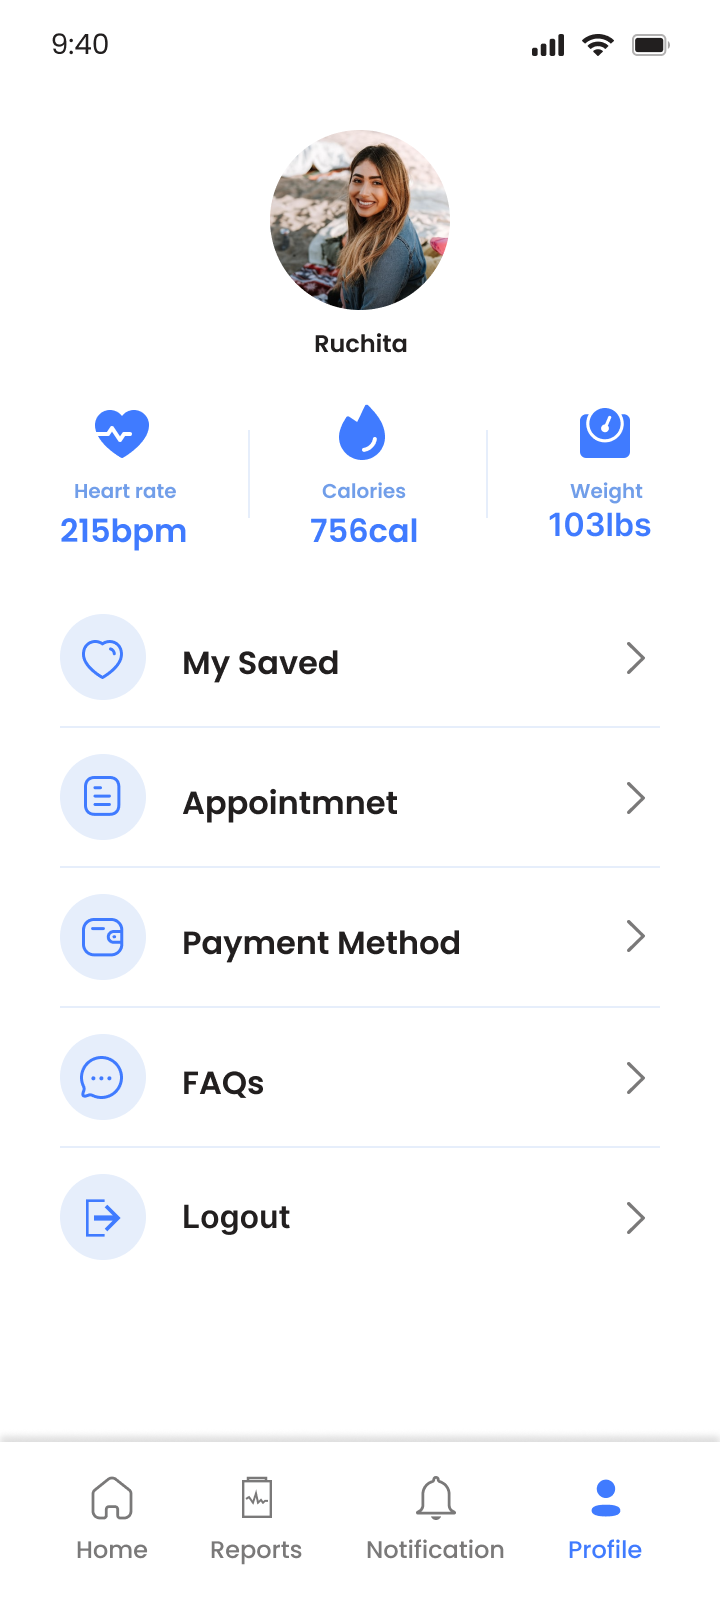 9:40
Ruchita
Heart rate
215bpm
Calories
756cal
Weight
103lbs
My Saved
Appointmnet
Payment Method
FAQs
Logout
Home
Reports
Notification
Profile